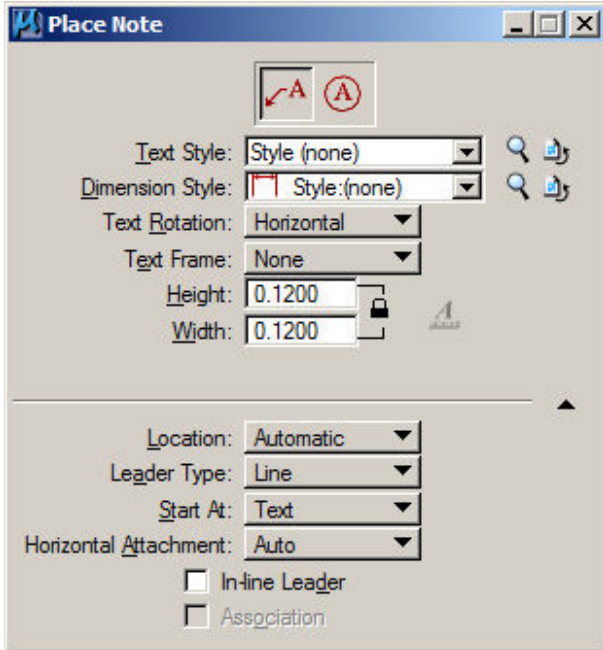 Place Note
A A
Text Style: Style (none)
Dimension Style: Style:(none)
Text Rotation: Horizontal
Text Frame: None
Height: 0.1200
Width: 0.1200
A
Location: Automatic
Leader Type: Line
Start At: Text
Horizontal Attachment: Auto
In-line Leader
Association